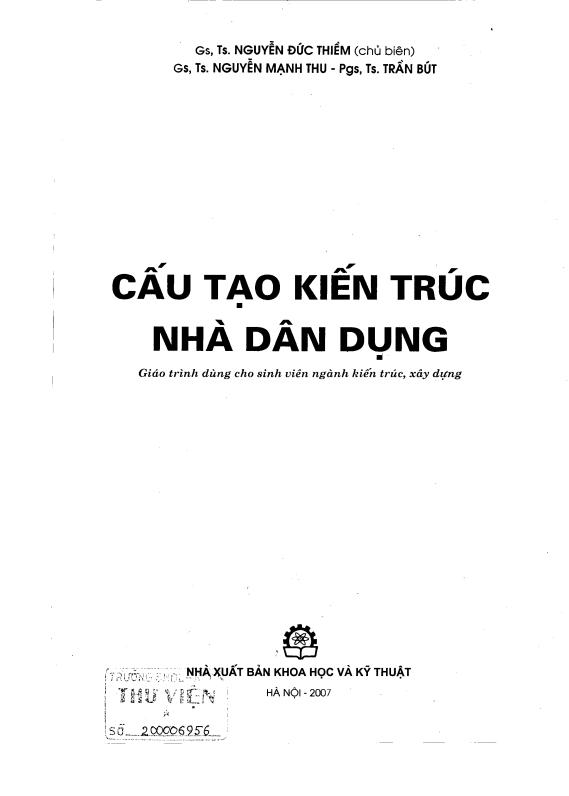 Gs, Ts. NGUYỄN ĐỨC THIỀM (chủ biên)
Gs, Ts. NGUYỄN MẠNH THU - Pgs, Ts. TRẦN BÚT
CẤU TẠO KIẾN TRÚC
NHÀ DÂN DỤNG
Giáo trình dùng cho sinh viên ngành kiến trúc, xây dựng
NHÀ XUẤT BẢN KHOA HỌC VÀ KỸ THUẬT
HÀ NỘI - 2007
TRƯỜNG
THƯ VIỆN
SỐ 200006956